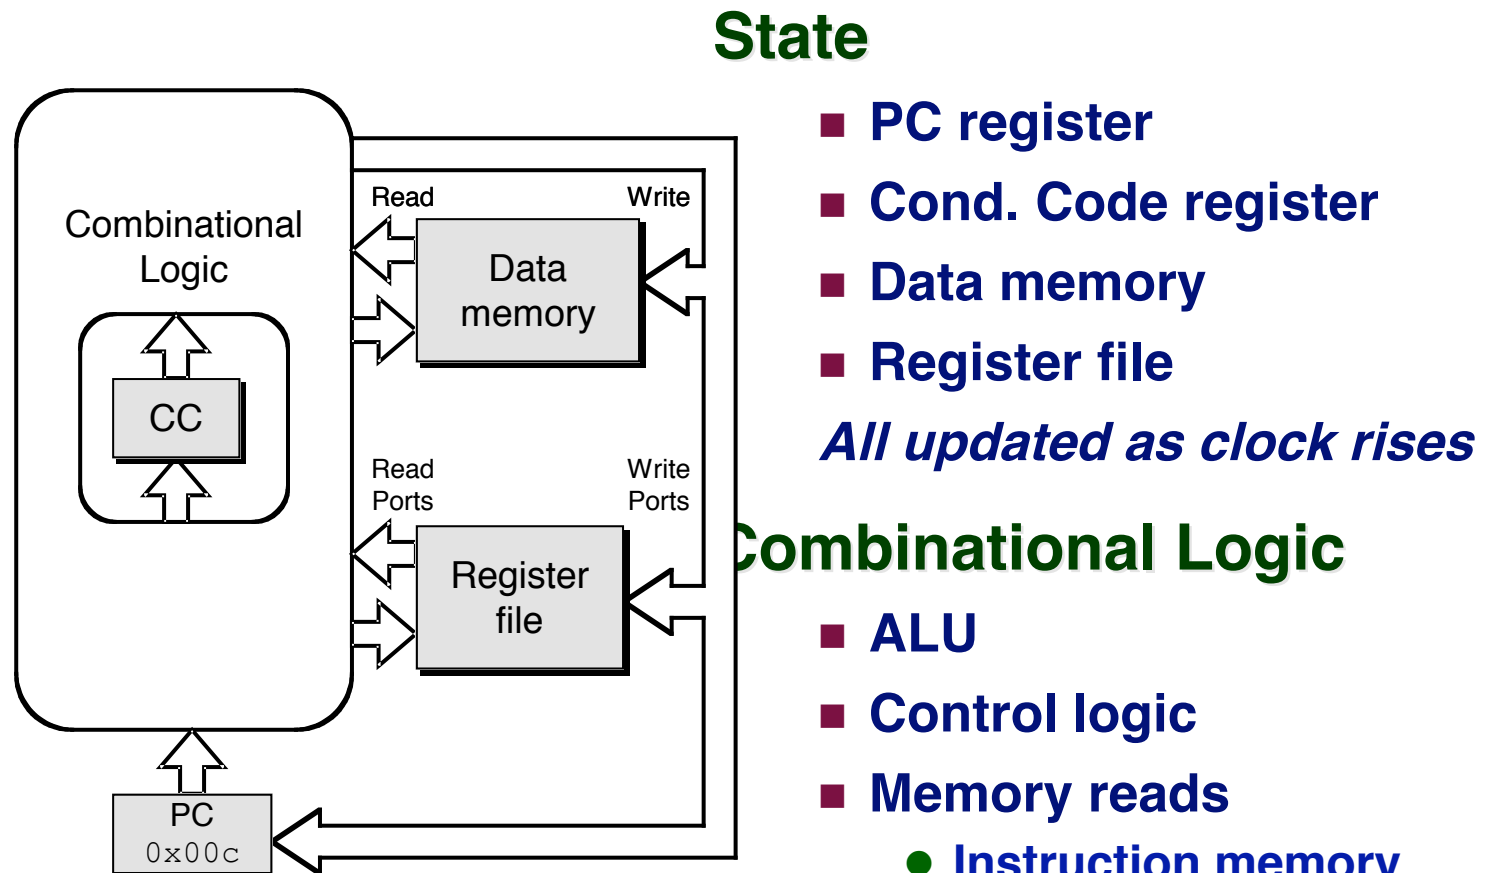 State
PC register
Cond. Code register
Data memory
Register file
All updated as clock rises
Combinational Logic
ALU
Control logic
Memory reads
Instruction memory
Combinational
Logic
CC
Read
Write
Data
memory
Read
Ports
Write
Ports
Register
file
PC
0x00c